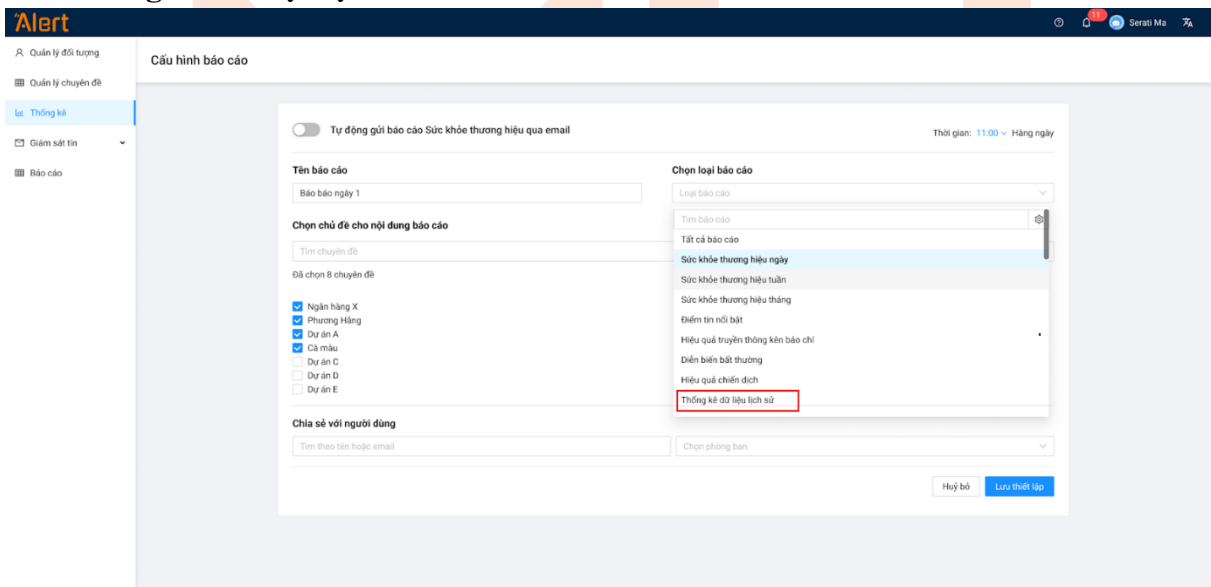 Alert
11
Serati Ma
Quản lý đối tượng
Quản lý chuyên đề
Thống kê
Giám sát tin
Báo cáo
Cấu hình báo cáo
Tự động gửi báo cáo Sức khỏe thương hiệu qua email
Thời gian: 11:00 Hàng ngày
Tên báo cáo
Báo báo ngày 1
Chọn loại báo cáo
Loại báo cáo
Tìm báo cáo
Tất cả báo cáo
Sức khỏe thương hiệu ngày
Sức khỏe thương hiệu tuần
Sức khỏe thương hiệu tháng
Điểm tin nổi bật
Hiệu quả truyền thông kên báo chí
Diễn biến bất thường
Hiệu quả chiến dịch
Thống kê dữ liệu lịch sử
Chọn chủ đề cho nội dung báo cáo
Tìm chuyên đề
Đã chọn 8 chuyên đề
Ngân hàng X
Phương Hằng
Dự án A
Cà màu
Dự án C
Dự án D
Dự án E
Chia sẻ với người dùng
Tìm theo tên hoặc email
Chọn phòng ban
Huỷ bỏ
Lưu thiết lập